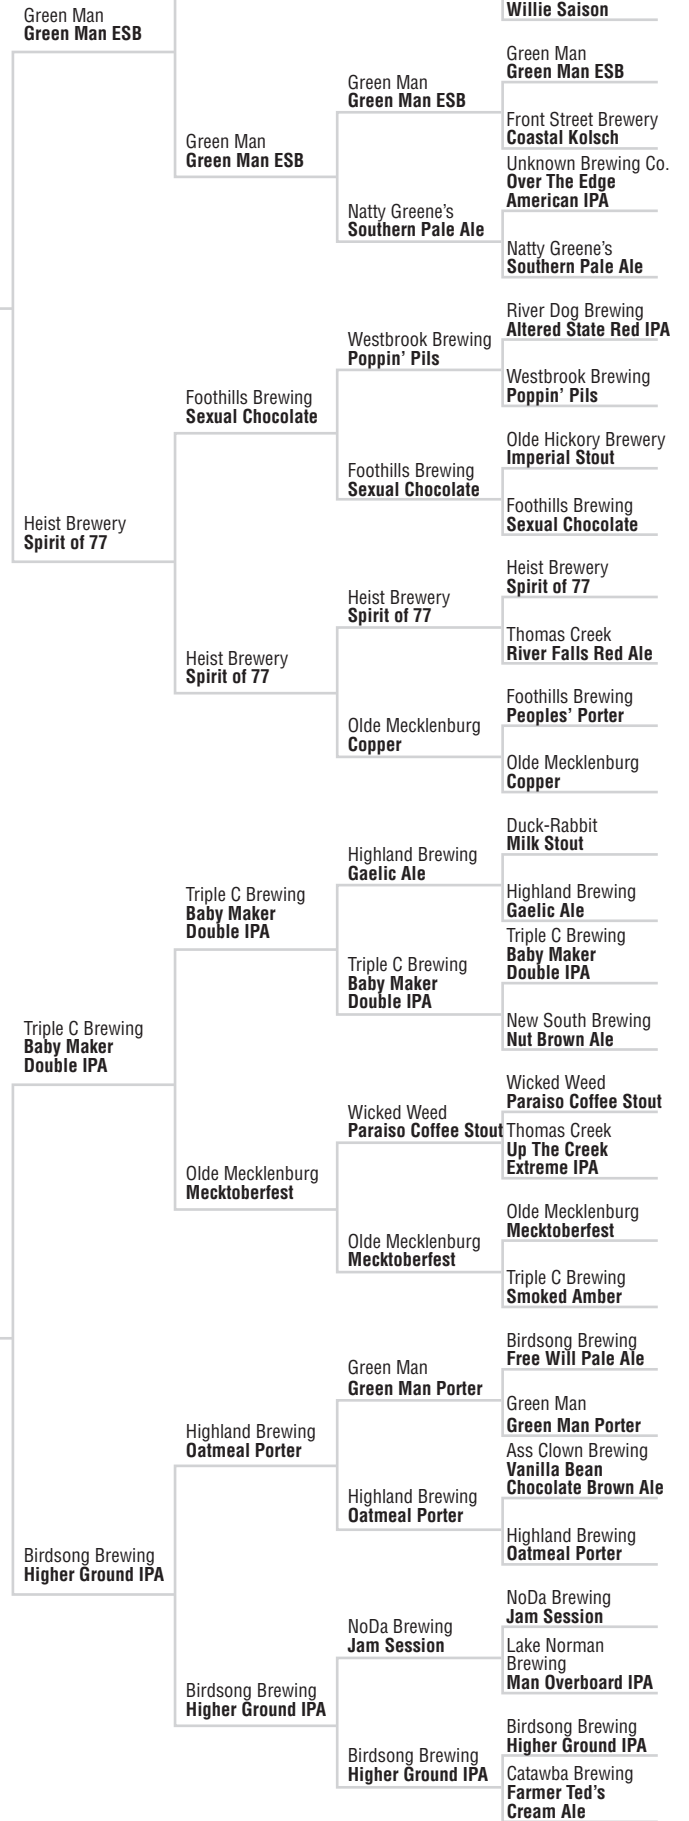 Green Man
Green Man ESB
Heist Brewery
Spirit of 77
Triple C Brewing
Baby Maker
Double IPA
Birdsong Brewing
Higher Ground IPA
Green Man
Green Man ESB
Foothills Brewing
Sexual Chocolate
Heist Brewery
Spirit of 77
Triple C Brewing
Baby Maker
Double IPA
Olde Mecklenburg
Mecktoberfest
Highland Brewing
Oatmeal Porter
Birdsong Brewing
Higher Ground IPA
Green Man
Green Man ESB
Natty Greene’s
Southern Pale Ale
Westbrook Brewing
Poppin’ Pils
Foothills Brewing
Sexual Chocolate
Heist Brewery
Spirit of 77
Olde Mecklenburg
Copper
Highland Brewing
Gaelic Ale
Triple C Brewing
Baby Maker
Double IPA
Wicked Weed
Paraiso Coffee Stout
Olde Mecklenburg
Mecktoberfest
Green Man
Green Man Porter
Highland Brewing
Oatmeal Porter
NoDa Brewing
Jam Session
Birdsong Brewing
Higher Ground IPA
Willie Saison
Green Man
Green Man ESB
Front Street Brewery
Coastal Kolsch
Unknown Brewing Co.
Over The Edge
American IPA
Natty Greene’s
Southern Pale Ale
River Dog Brewing
Altered State Red IPA
Westbrook Brewing
Poppin’ Pils
Olde Hickory Brewery
Imperial Stout
Foothills Brewing
Sexual Chocolate
Heist Brewery
Spirit of 77
Thomas Creek
River Falls Red Ale
Foothills Brewing
Peoples’ Porter
Olde Mecklenburg
Copper
Duck-Rabbit
Milk Stout
Highland Brewing
Gaelic Ale
Triple C Brewing
Baby Maker
Double IPA
New South Brewing
Nut Brown Ale
Wicked Weed
Paraiso Coffee Stout
Thomas Creek
Up The Creek
Extreme IPA
Olde Mecklenburg
Mecktoberfest
Triple C Brewing
Smoked Amber
Birdsong Brewing
Free Will Pale Ale
Green Man
Green Man Porter
Ass Clown Brewing
Vanilla Bean
Chocolate Brown Ale
Highland Brewing
Oatmeal Porter
NoDa Brewing
Jam Session
Lake Norman
Brewing
Man Overboard IPA
Birdsong Brewing
Higher Ground IPA
Catawba Brewing
Farmer Ted’s
Cream Ale